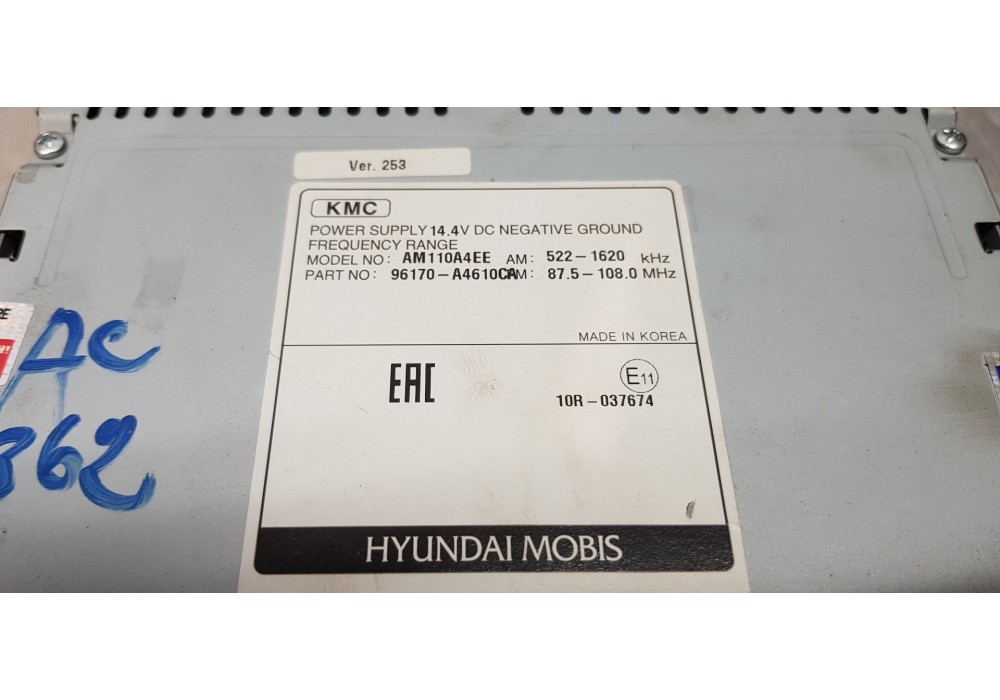 Ver. 253
KMC
POWER SUPPLY 14.4V DC NEGATIVE GROUND
FREQUENCY RANGE
MODEL NO: AM110A4EE AM: 522-1620 kHz
PART NO: 96170-A4610CA FM: 87.5-108.0 MHz
MADE IN KOREA
EAC
E11
10R-037674
HYUNDAI MOBIS
AC
362